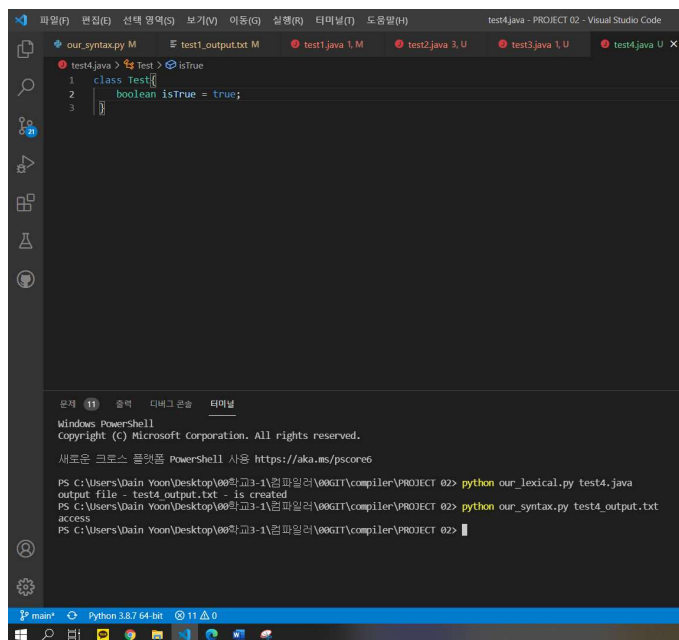 파일(F) 편집(E) 선택 영역(S) 보기(V) 이동(G) 실행(R) 터미널(T) 도움말(H) test4.java - PROJECT 02 - Visual Studio Code
our_syntax.py M test1_output.txt M test1.java 1, M test2.java 3, U test3.java 1, U test4.java U
test4.java > Test > isTrue
1 class Test{
2 boolean isTrue = true;
3 }
21
문제 11 출력 디버그 콘솔 터미널
Windows PowerShell
Copyright (C) Microsoft Corporation. All rights reserved.
새로운 크로스 플랫폼 PowerShell 사용 https://aka.ms/pscore6
PS C:\Users\Dain Yoon\Desktop\00학교3-1\컴파일러\00GIT\compiler\PROJECT 02> python our_lexical.py test4.java
output file - test4_output.txt - is created
PS C:\Users\Dain Yoon\Desktop\00학교3-1\컴파일러\00GIT\compiler\PROJECT 02> python our_syntax.py test4_output.txt
access
PS C:\Users\Dain Yoon\Desktop\00학교3-1\컴파일러\00GIT\compiler\PROJECT 02>
main* Python 3.8.7 64-bit 11 0